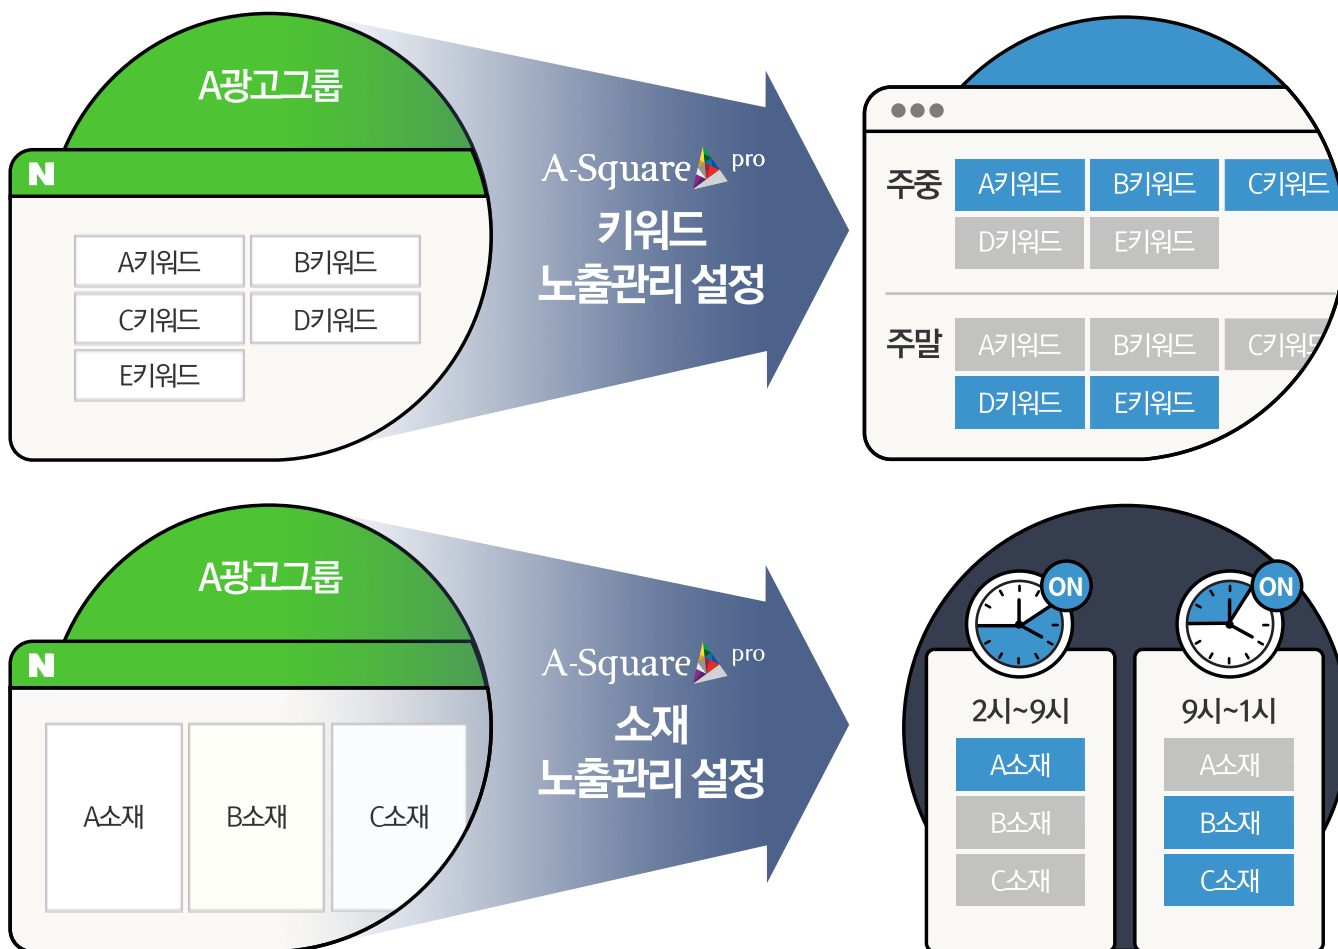 A광고그룹
N
A키워드 B키워드
C키워드 D키워드
E키워드
A-Square pro
키워드
노출관리 설정
주중 A키워드 B키워드 C키워드
D키워드 E키워드
주말 A키워드 B키워드 C키워드
D키워드 E키워드
A광고그룹
N
A소재 B소재 C소재
A-Square pro
소재
노출관리 설정
ON
2시~9시
A소재
B소재
C소재
ON
9시~1시
A소재
B소재
C소재